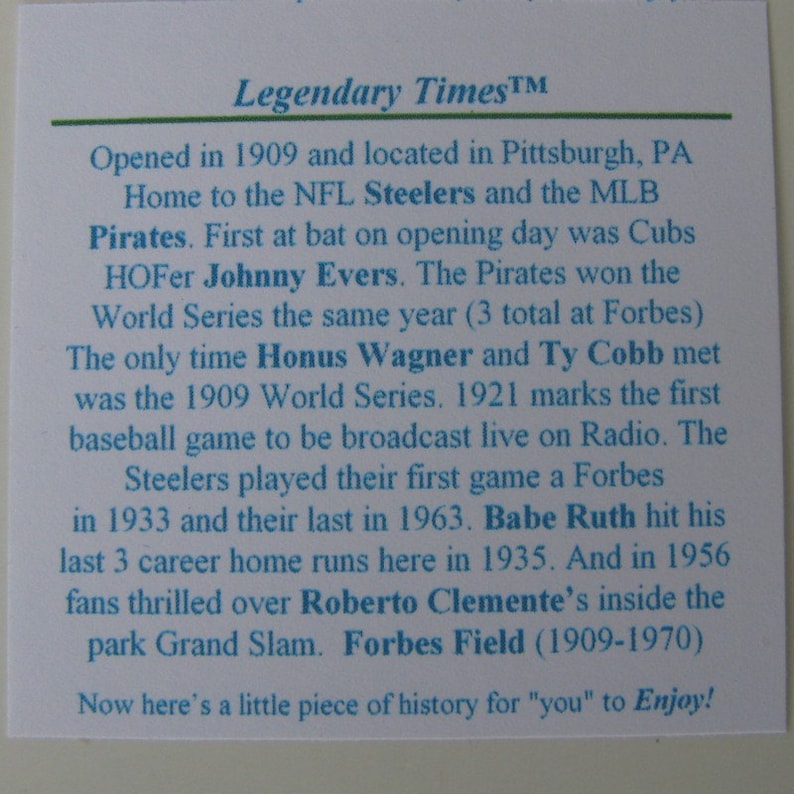 Legendary Times™
Opened in 1909 and located in Pittsburgh, PA
Home to the NFL Steelers and the MLB
Pirates. First at bat on opening day was Cubs
HOFer Johnny Evers. The Pirates won the
World Series the same year (3 total at Forbes)
The only time Honus Wagner and Ty Cobb met
was the 1909 World Series. 1921 marks the first
baseball game to be broadcast live on Radio. The
Steelers played their first game a Forbes
in 1933 and their last in 1963. Babe Ruth hit his
last 3 career home runs here in 1935. And in 1956
fans thrilled over Roberto Clemente's inside the
park Grand Slam. Forbes Field (1909-1970)
Now here's a little piece of history for "you" to Enjoy!